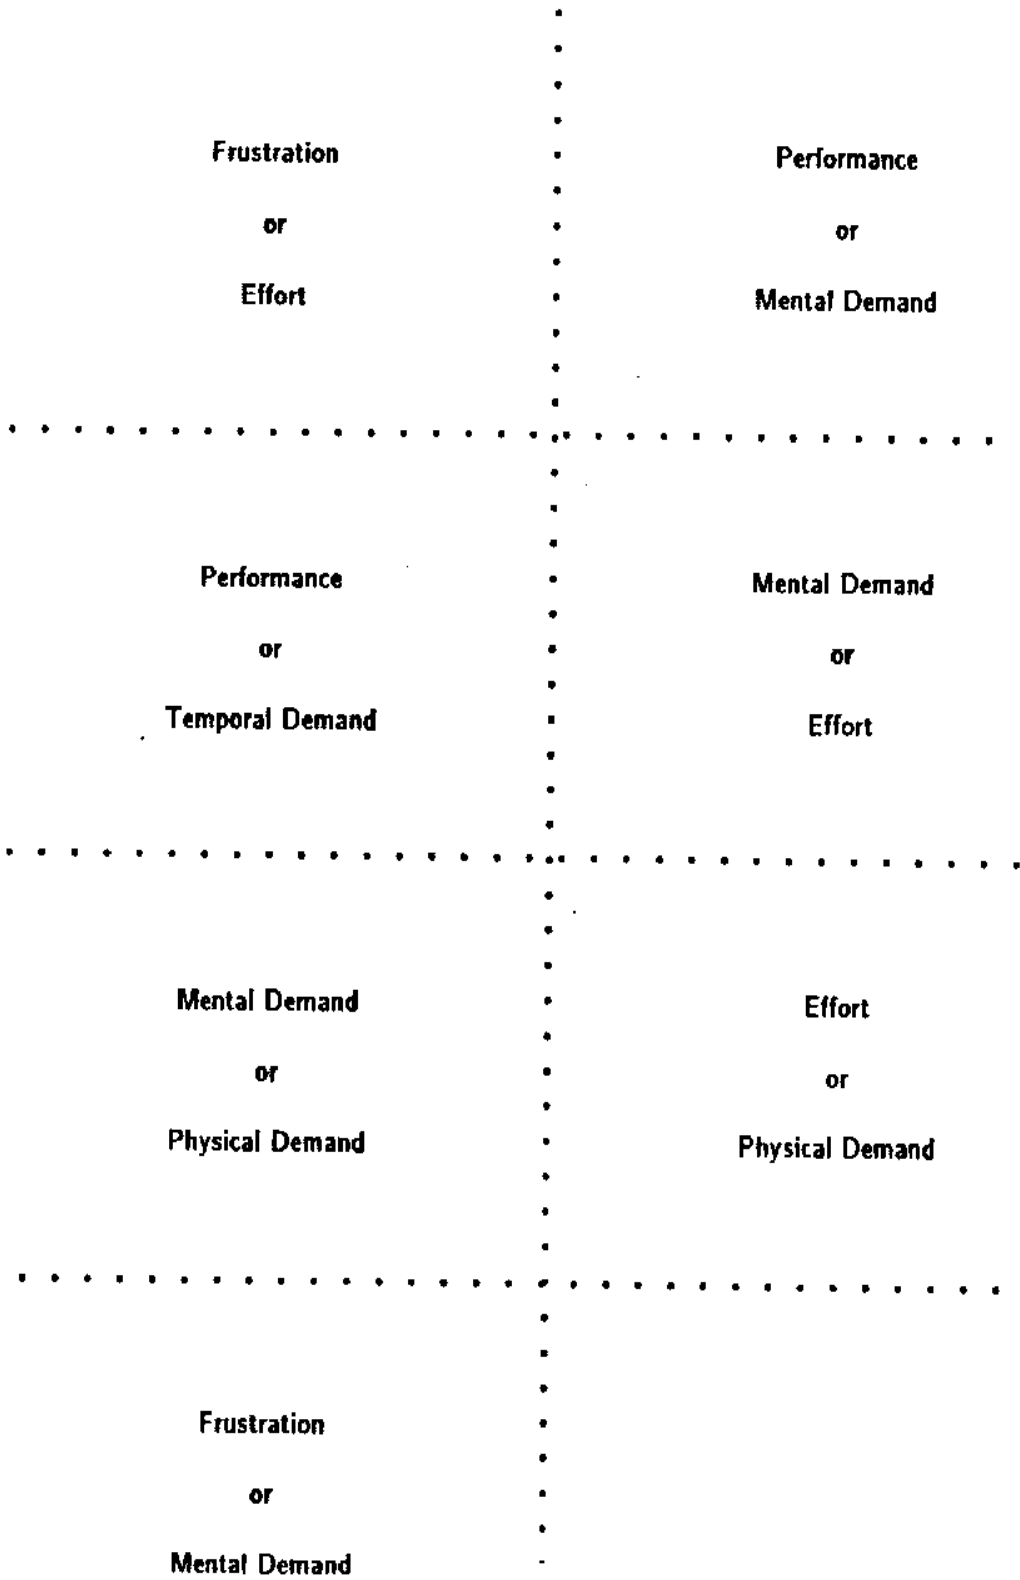 Frustration
or
Effort
Performance
or
Mental Demand
Performance
or
Temporal Demand
Mental Demand
or
Effort
Mental Demand
or
Physical Demand
Effort
or
Physical Demand
Frustration
or
Mental Demand